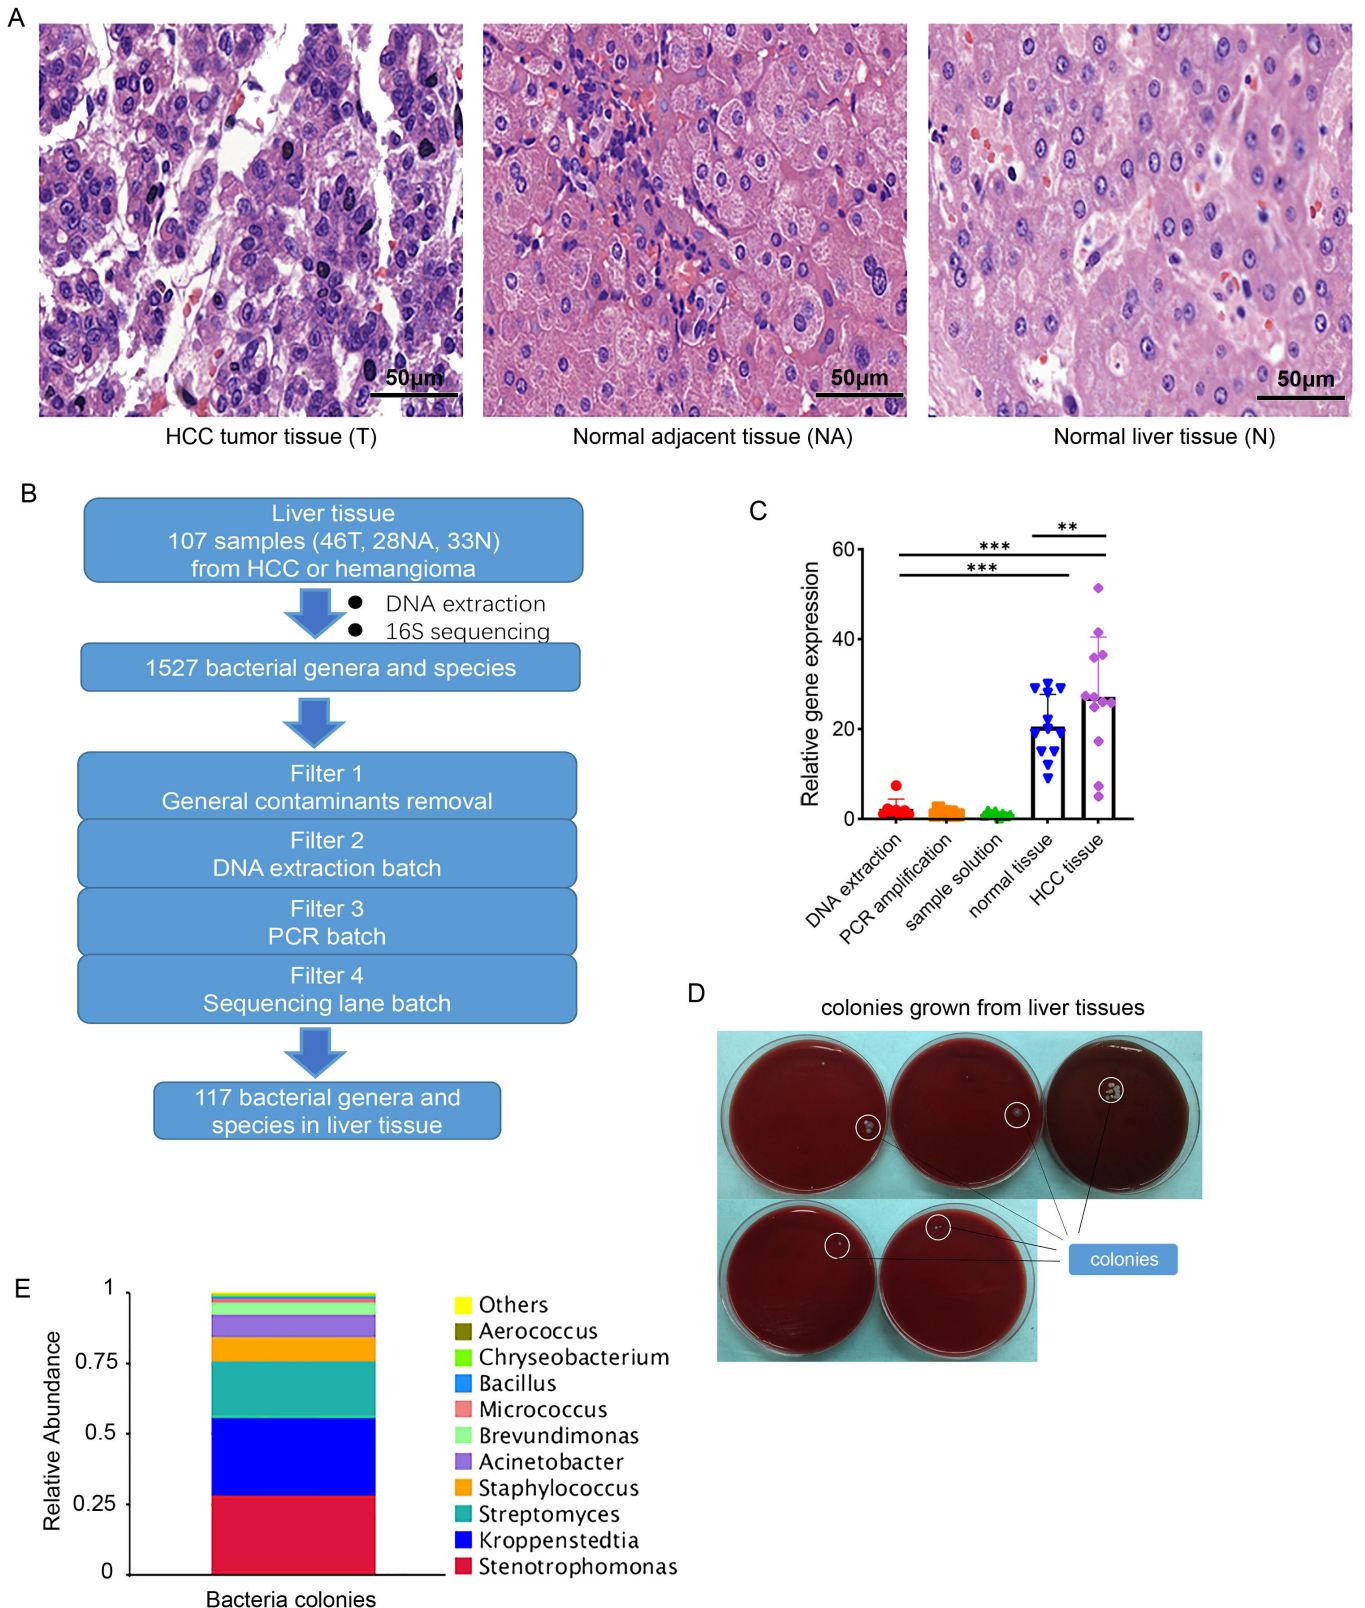 A
50μm
50μm
50μm
HCC tumor tissue (T)
Normal adjacent tissue (NA)
Normal liver tissue (N)
B
Liver tissue
107 samples (46T, 28NA, 33N)
from HCC or hemangioma
● DNA extraction
● 16S sequencing
1527 bacterial genera and species
Filter 1
General contaminants removal
Filter 2
DNA extraction batch
Filter 3
PCR batch
Filter 4
Sequencing lane batch
117 bacterial genera and
species in liver tissue
C
**
***
***
Relative gene expression
60
40
20
0
DNA extraction
PCR amplification
sample solution
normal tissue
HCC tissue
D
colonies grown from liver tissues
colonies
E
Relative Abundance
1
0.75
0.5
0.25
0
Bacteria colonies
Others
Aerococcus
Chryseobacterium
Bacillus
Micrococcus
Brevundimonas
Acinetobacter
Staphylococcus
Streptomyces
Kroppenstedtia
Stenotrophomonas